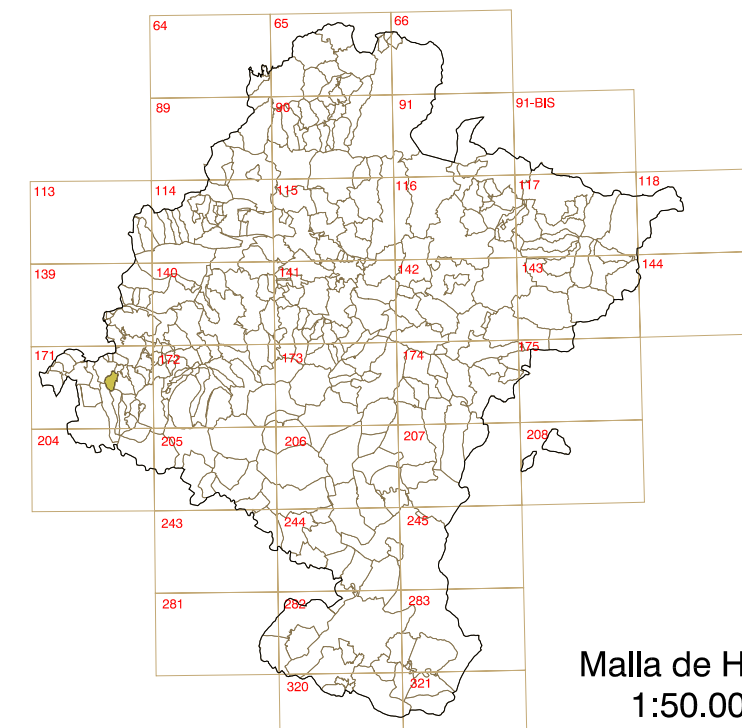 64 65 66
89 90 91 91-BIS
113 114 115 116 117 118
139 140 141 142 143 144
171 172 173 174 175
204 205 206 207 208
243 244 245
281 282 283
320 321
Malla de H
1:50.00